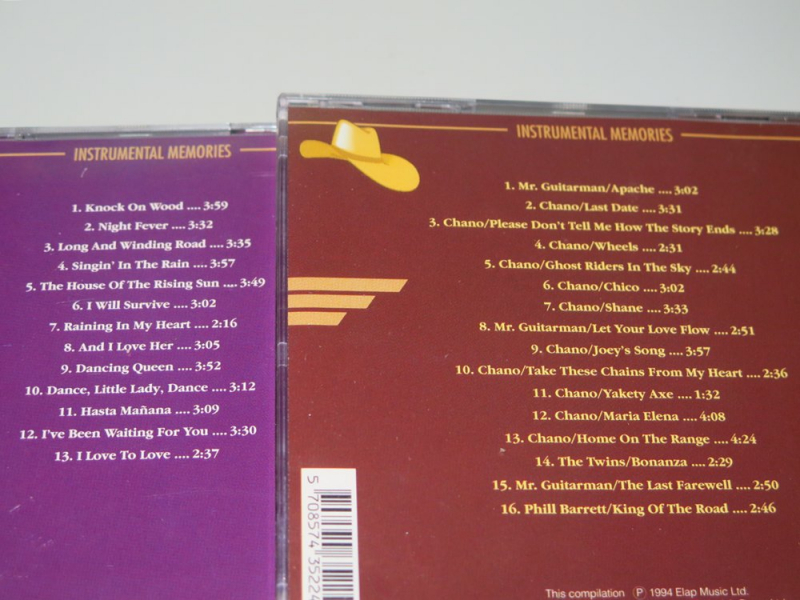 INSTRUMENTAL MEMORIES
1. Knock On Wood .... 3:59
2. Night Fever .... 3:32
3. Long And Winding Road .... 3:35
4. Singin' In The Rain .... 3:57
5. The House Of The Rising Sun .... 3:49
6. I Will Survive .... 3:02
7. Raining In My Heart .... 2:16
8. And I Love Her .... 3:05
9. Dancing Queen .... 3:52
10. Dance, Little Lady, Dance .... 3:12
11. Hasta Mañana .... 3:09
12. I've Been Waiting For You .... 3:30
13. I Love To Love .... 2:37
INSTRUMENTAL MEMORIES
1. Mr. Guitarman/Apache .... 3:02
2. Chano/Last Date .... 3:31
3. Chano/Please Don't Tell Me How The Story Ends .... 3:28
4. Chano/Wheels .... 2:31
5. Chano/Ghost Riders In The Sky .... 2:44
6. Chano/Chico .... 3:02
7. Chano/Shane .... 3:33
8. Mr. Guitarman/Let Your Love Flow .... 2:51
9. Chano/Joey's Song .... 3:57
10. Chano/Take These Chains From My Heart .... 2:36
11. Chano/Yakety Axe .... 1:32
12. Chano/Maria Elena .... 4:08
13. Chano/Home On The Range .... 4:24
14. The Twins/Bonanza .... 2:29
15. Mr. Guitarman/The Last Farewell .... 2:50
16. Phill Barrett/King Of The Road .... 2:46
5 708574 35224
This compilation Ⓟ 1994 Elap Music Ltd.